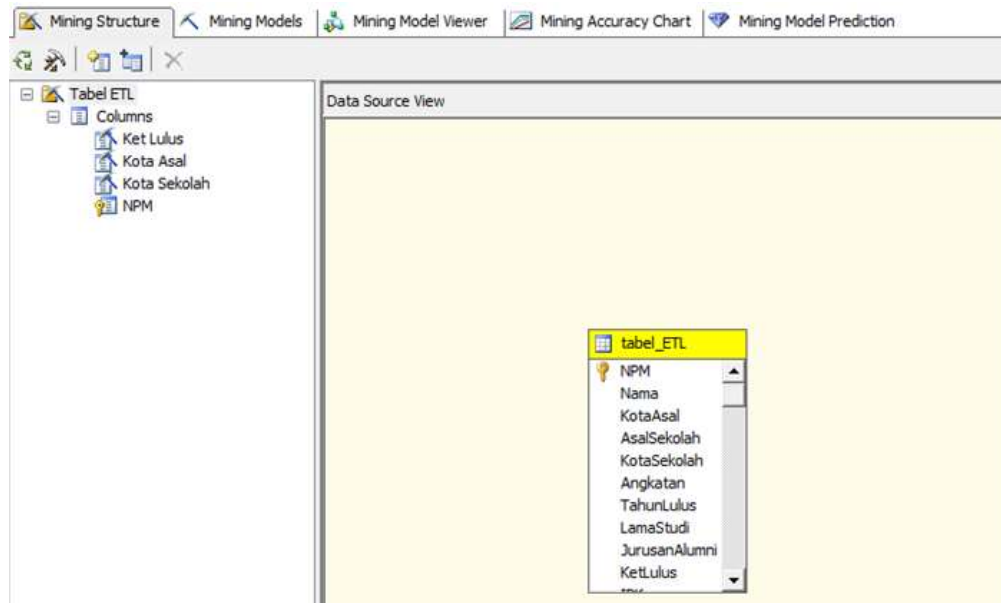 Mining Structure Mining Models Mining Model Viewer Mining Accuracy Chart Mining Model Prediction
Tabel ETL
Columns
Ket Lulus
Kota Asal
Kota Sekolah
NPM
Data Source View
tabel_ETL
NPM
Nama
KotaAsal
AsalSekolah
KotaSekolah
Angkatan
TahunLulus
LamaStudi
JurusanAlumni
KetLulus